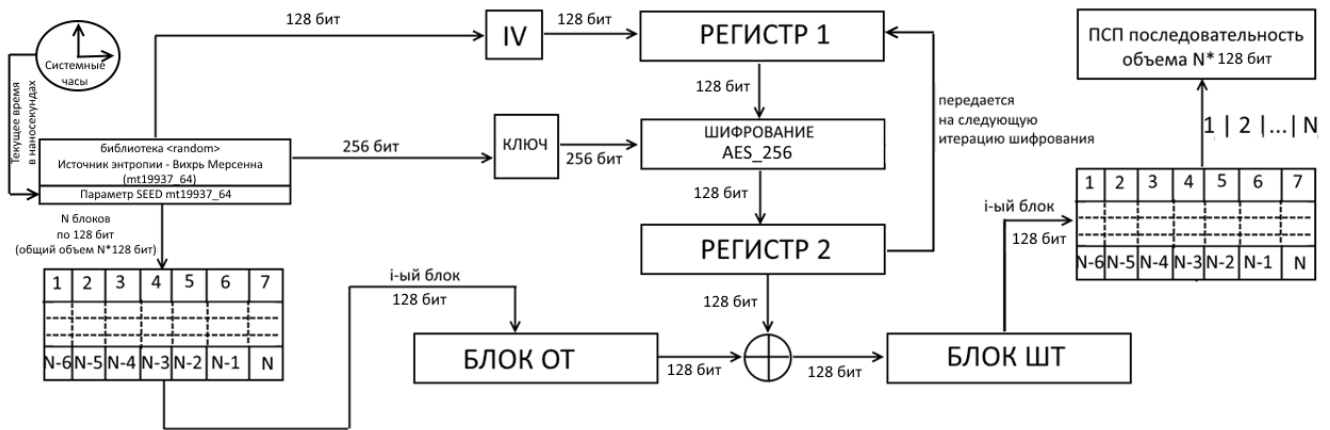 Системные
часы
Текущее время
в наносекундах
библиотека <random>
Источник энтропии - Вихрь Мерсенна
(mt19937_64)
Параметр SEED mt19937_64
128 бит
IV
128 бит
РЕГИСТР 1
128 бит
256 бит
КЛЮЧ
256 бит
ШИФРОВАНИЕ
AES_256
128 бит
РЕГИСТР 2
передается
на следующую
итерацию шифрования
N блоков
по 128 бит
(общий объем N*128 бит)
1 2 3 4 5 6 7
N-6 N-5 N-4 N-3 N-2 N-1 N
i-ый блок
128 бит
БЛОК ОТ
128 бит
128 бит
128 бит
БЛОК ШТ
i-ый блок
128 бит
1 2 3 4 5 6 7
N-6 N-5 N-4 N-3 N-2 N-1 N
1 | 2 |...| N
ПСП последовательность
объема N* 128 бит